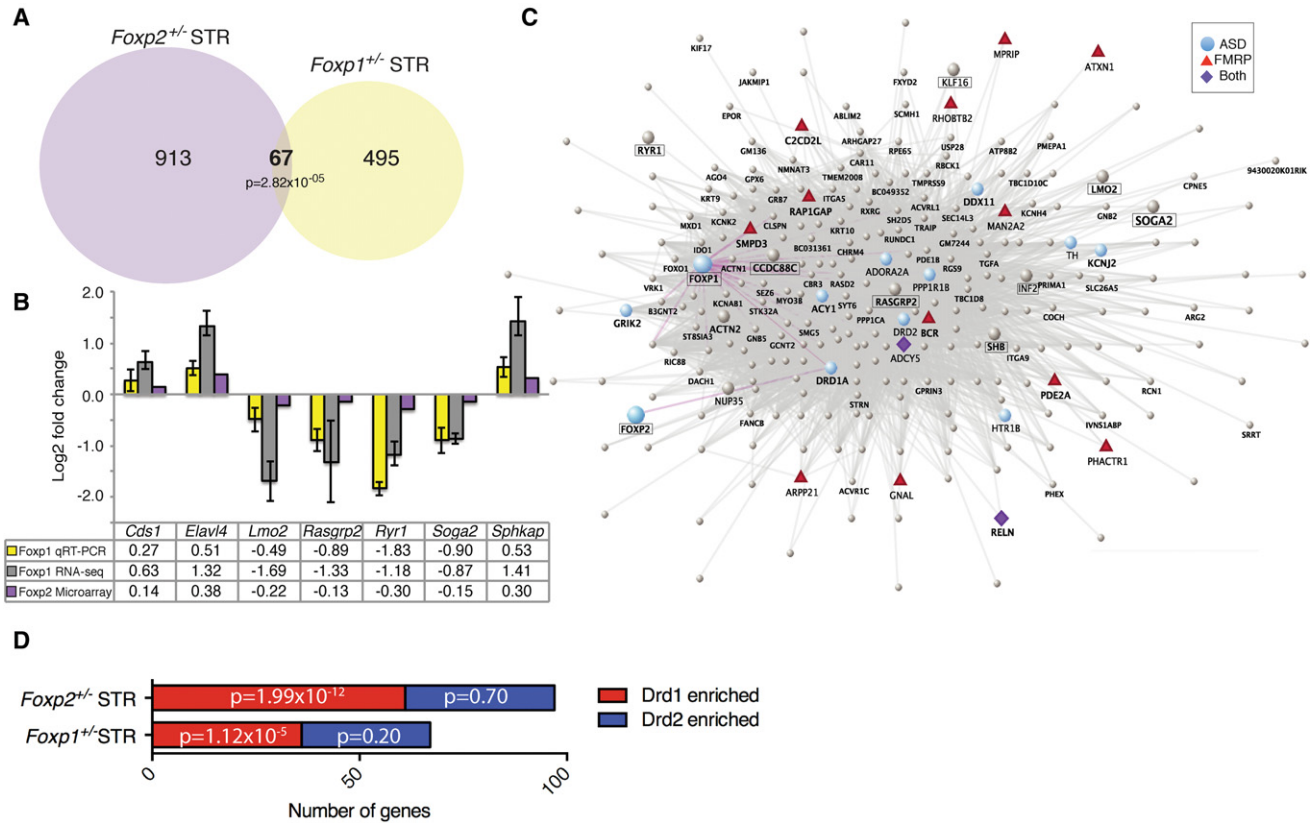 A
Foxp2+/- STR
Foxp1+/- STR
913
67
495
p=2.82x10-05
B
2.0
1.0
0.0
-1.0
-2.0
Log2 fold change
Cds1 Elavl4 Lmo2 Rasgrp2 Ryr1 Soga2 Sphkap
Foxp1 qRT-PCR 0.27 0.51 -0.49 -0.89 -1.83 -0.90 0.53
Foxp1 RNA-seq 0.63 1.32 -1.69 -1.33 -1.18 -0.87 1.41
Foxp2 Microarray 0.14 0.38 -0.22 -0.13 -0.30 -0.15 0.30
C
ASD
FMRP
Both
KIF17
MPRIP
ATXN1
JAKMIP1
FXYD2
KLF16
EPOR
ABLIM2
SCMH1
RHOBTB2
RYR1
C2CD2L
ARHGAP27
GM136
RPE65
USP28
ATP8B2
PMEPA1
CAR11
RBCK1
NMNAT3
AGO4
GPX6
TMEM2008
TMPRSS9
TBC1D10C
9430020K01RIK
BC049352
DDX11
LMO2
CPNE5
KRT9
GRB7
ITGA5
ACVRL1
RAP1GAP
RXRG
KCNH4
GNB2
SOGA2
MXD1
KCNK2
CLSPN
SH2D5
SEC14L3
MAN2A2
KRT10
TRAIP
SMPD3
RUNDC1
GM7244
IDO1
BC031361
CHRM4
TH
KCNJ2
PDE1B
FOXO1
ACTN1
CCDC88C
ADORA2A
RGS9
TGFA
FOXP1
VRK1
CBR3
RASD2
PPP1R1B
INF2
PRIMA1
SLC26A5
SEZ6
MYO3B
RASGRP2
TBC1D8
KCNAB1
ACY1
SYT6
B3GNT2
STK32A
GRIK2
ACTN2
PPP1CA
COCH
ARG2
DRD2
BCR
ST8SIA3
GNB5
SMG5
SHB
GCNT2
ADCY5
RIC8B
ITGA9
DRD1A
DACH1
PDE2A
RCN1
NUP35
GPRIN3
STRN
FOXP2
FANCB
HTR1B
IVNS1ABP
SRRT
PHACTR1
ARPP21
ACVR1C
GNAL
PHEX
RELN
D
Foxp2+/- STR
p=1.99x10-12
p=0.70
Foxp1+/-STR
p=1.12x10-5
p=0.20
Drd1 enriched
Drd2 enriched
0 50 100
Number of genes